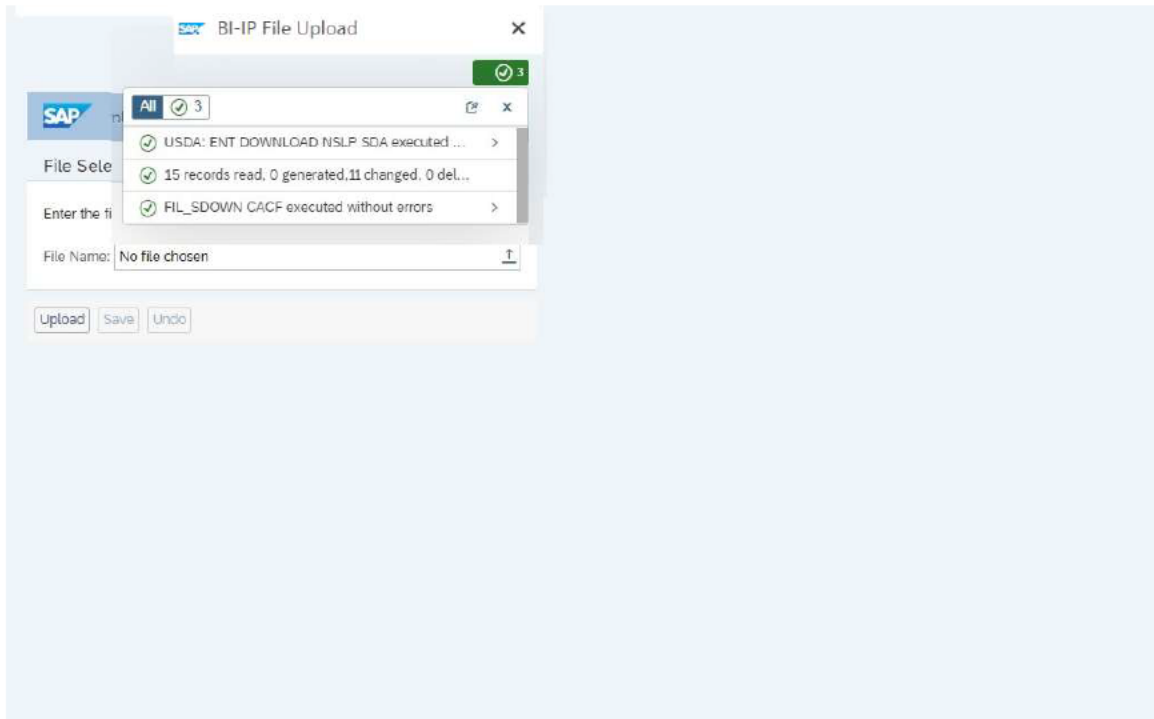 SAP BI-IP File Upload
3
All 3
SAP
USDA: ENT DOWNLOAD NSLP SDA executed ...
File Sele
15 records read, 0 generated,11 changed, 0 del...
Enter the fi
FIL_SDOWN CACF executed without errors
File Name: No file chosen
Upload Save Undo